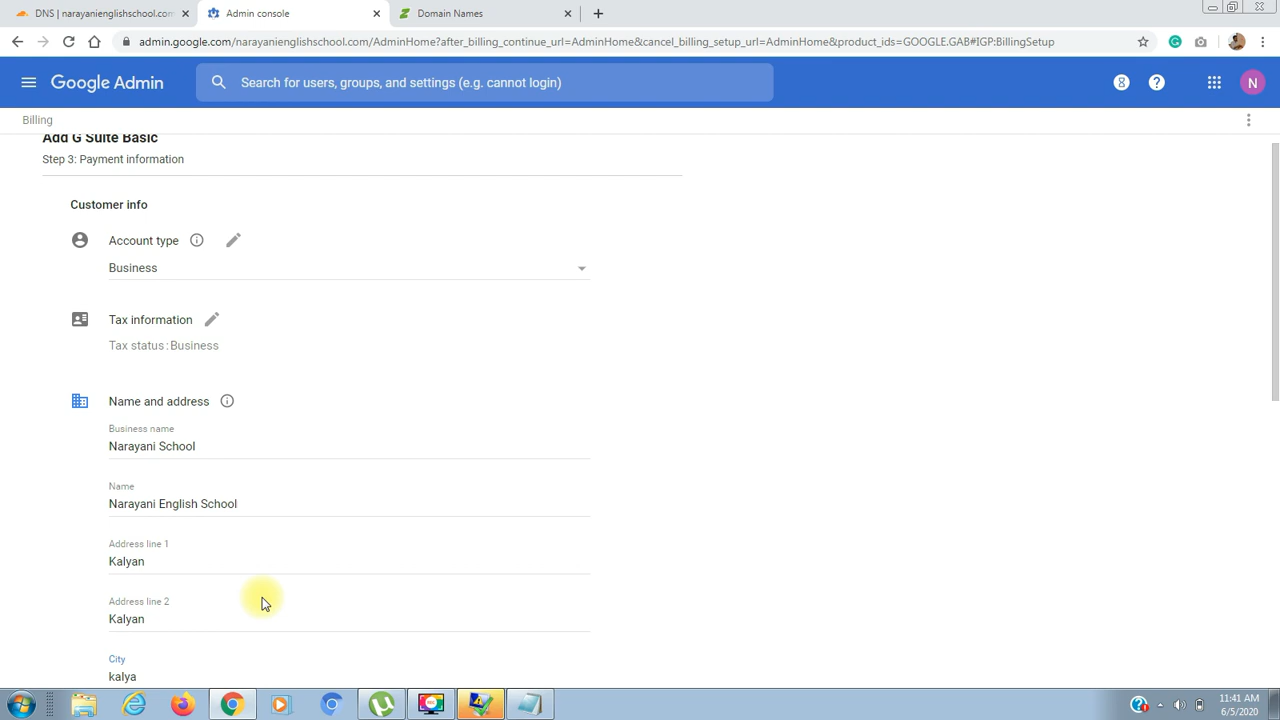 DNS | narayanienglishschool.com
Admin console
Domain Names
admin.google.com/narayanienglishschool.com/AdminHome?after_billing_continue_url=AdminHome&cancel_billing_setup_url=AdminHome&product_ids=GOOGLE.GAB#IGP:BillingSetup
Google Admin
Search for users, groups, and settings (e.g. cannot login)
N
Billing
Add G Suite Basic
Step 3: Payment information
Customer info
Account type
Business
Tax information
Tax status : Business
Name and address
Business name
Narayani School
Name
Narayani English School
Address line 1
Kalyan
Address line 2
Kalyan
City
kalya
11:41 AM
6/5/2020